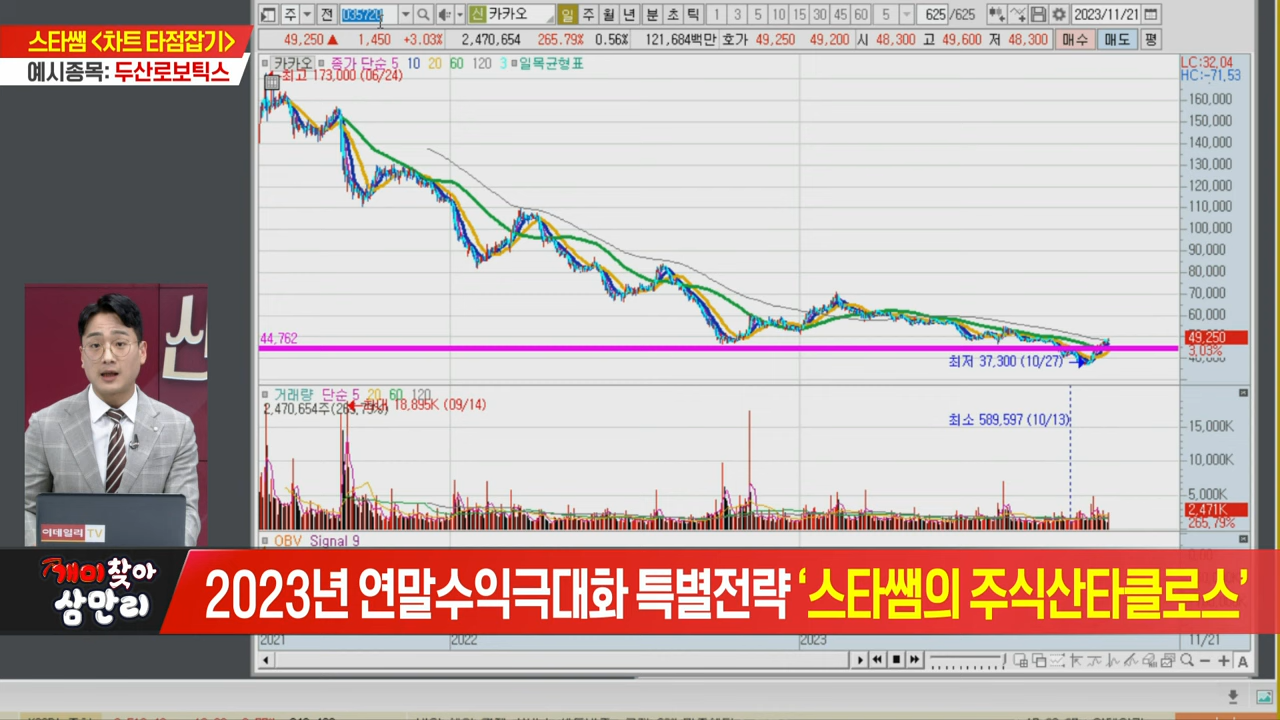 스타쌤 <차트 타점잡기>
예시종목: 두산로보틱스
주 전 035720 신 카카오 일 주 월 년 분 초 틱 1 3 5 10 15 30 45 60 5 625 /625 2023/11/21
49,250 ▲ 1,450 +3.03% 2,470,654 265.79% 0.56% 121,684백만 호가 49,250 49,200 시 48,300 고 49,600 저 48,300 매수 매도 평
카카오 종가 단순 5 10 20 60 120 3 일목균형표
LC:32.04
HC:-71.53
최고 173,000 (06/24)
160,000
150,000
140,000
130,000
120,000
110,000
100,000
90,000
80,000
70,000
60,000
49,250
3.03%
40,000
44,762
최저 37,300 (10/27)
거래량 단순 5 20 60 120
2,470,654주(265.79%)
최대 18,895K (09/14)
최소 589,597 (10/13)
15,000K
10,000K
5,000K
2,471K
265.79%
OBV Signal 9
이데일리TV
개미찾아
삼만리
2023년 연말수익극대화 특별전략 ‘스타쌤의 주식산타클로스’
2021 2022 2023 11/21
A